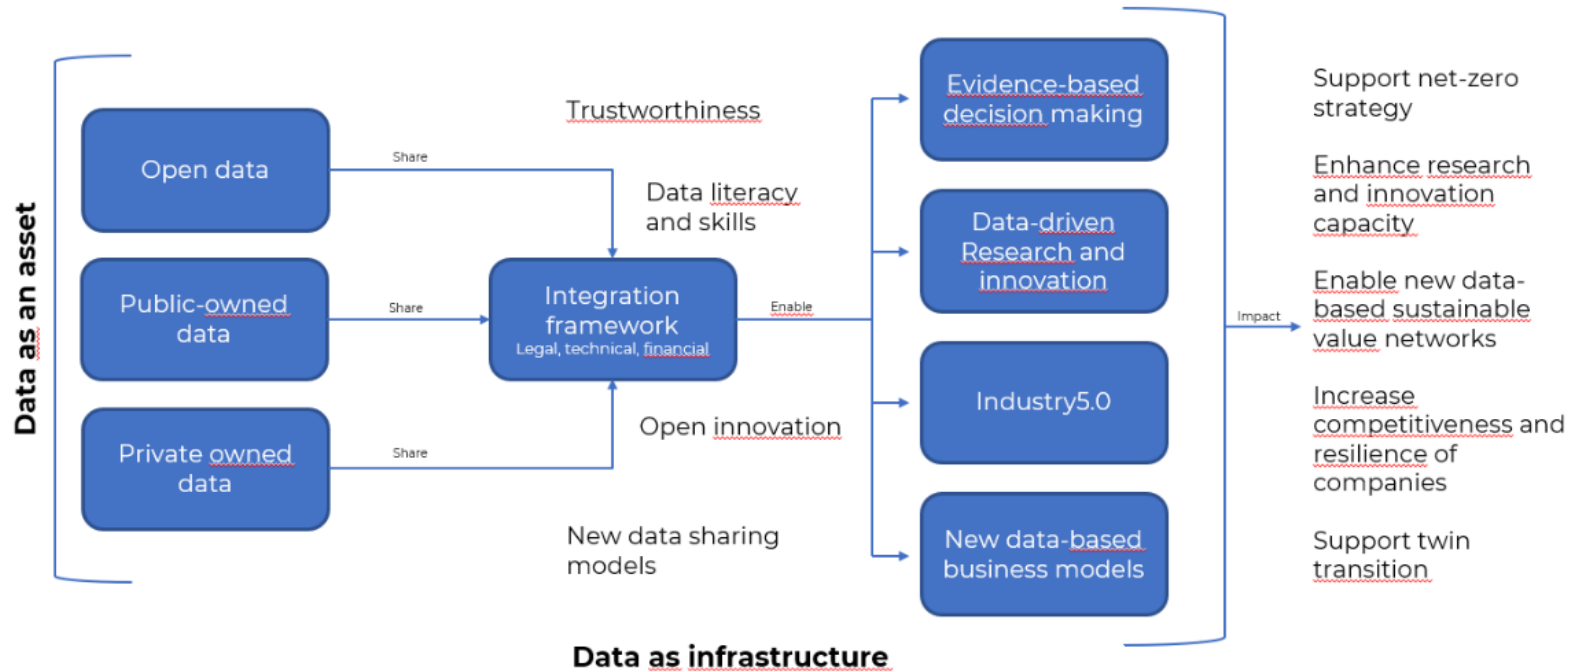 Data as an asset
Open data
Public-owned
data
Private owned
data
Share
Share
Share
Trustworthiness
Data literacy
and skills
Integration
framework
Legal, technical, financial
Open innovation
New data sharing
models
Enable
Evidence-based
decision making
Data-driven
Research and
innovation
Industry5.0
New data-based
business models
Impact
Support net-zero
strategy
Enhance research
and innovation
capacity
Enable new data-
based sustainable
value networks
Increase
competitiveness and
resilience of
companies
Support twin
transition
Data as infrastructure